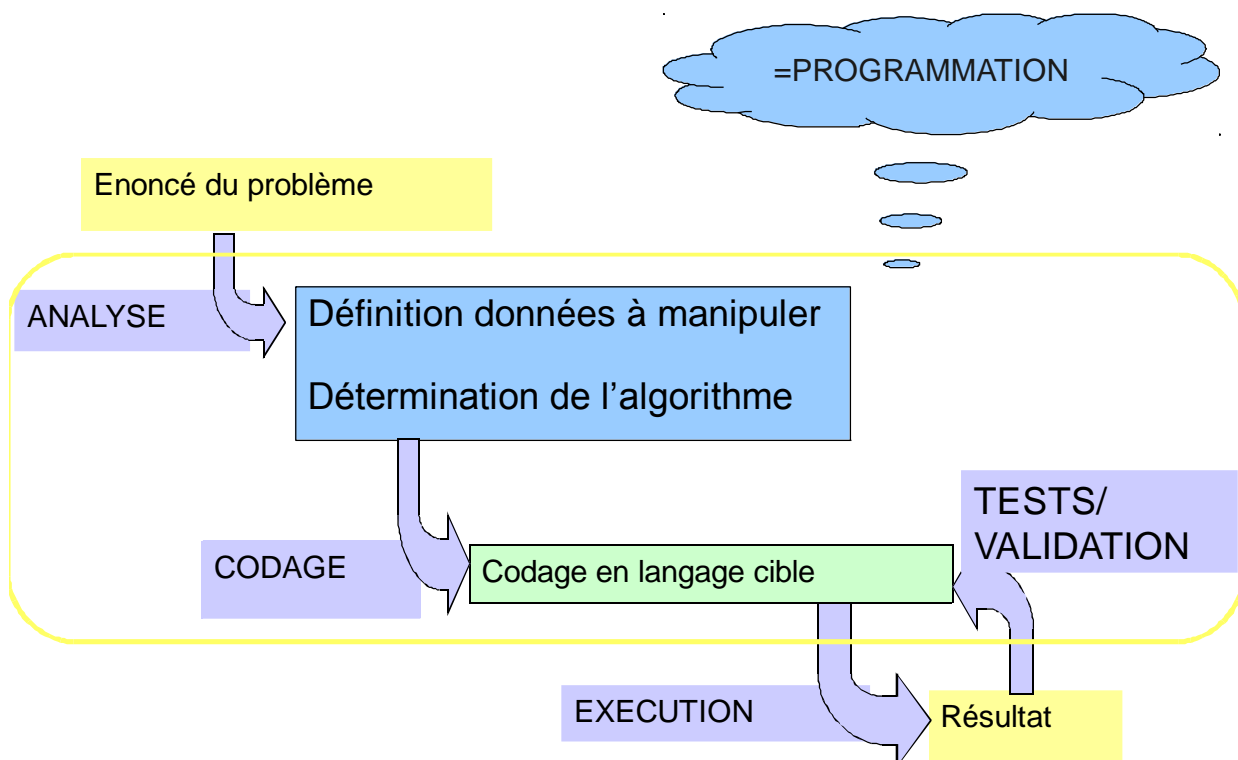 =PROGRAMMATION
Enoncé du problème
ANALYSE
Définition données à manipuler
Détermination de l’algorithme
TESTS/
VALIDATION
CODAGE
Codage en langage cible
EXECUTION
Résultat